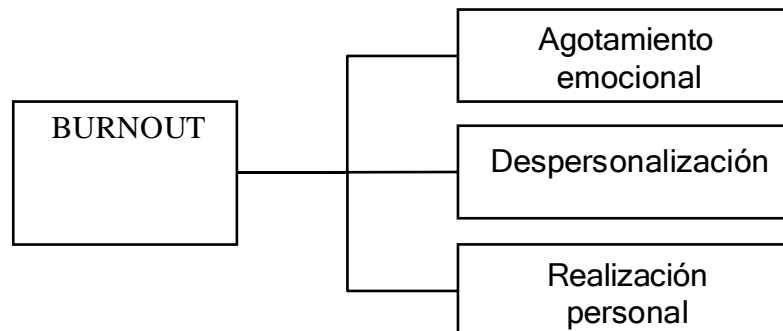 BURNOUT
Agotamiento
emocional
Despersonalización
Realización
personal